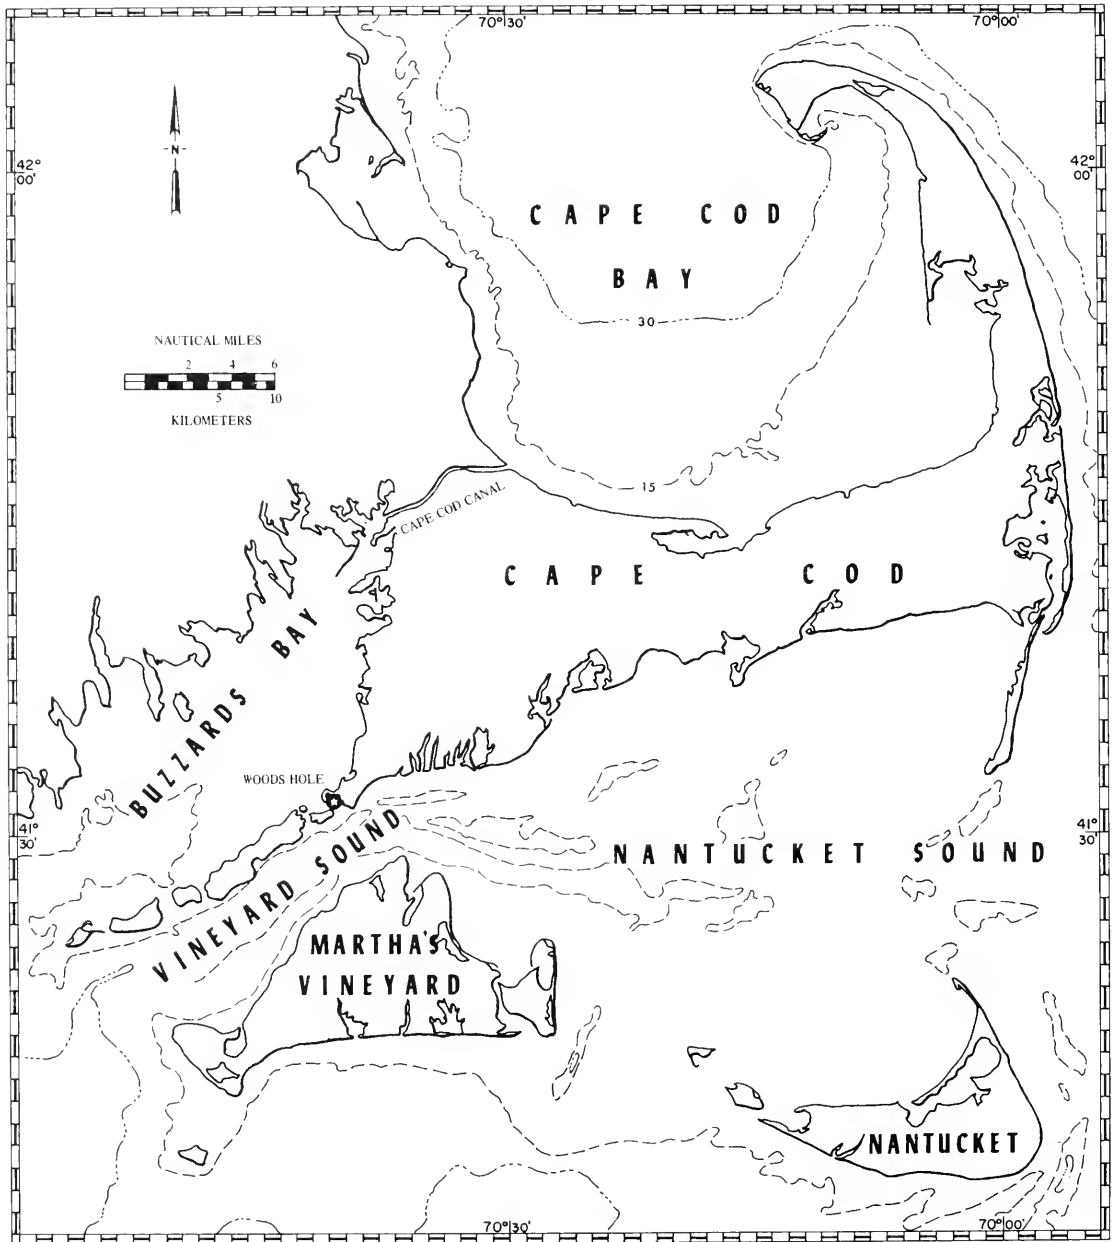 70° 30'
70° 00'
N
42° 00'
42° 00'
CAPE COD
BAY
30
NAUTICAL MILES
2 4 6
5 10
KILOMETERS
15
CAPE COD CANAL
CAPE COD
BUZZARDS BAY
WOODS HOLE
41° 30'
41° 30'
VINEYARD SOUND
NANTUCKET SOUND
MARTHA'S
VINEYARD
NANTUCKET
70° 30'
70° 00'